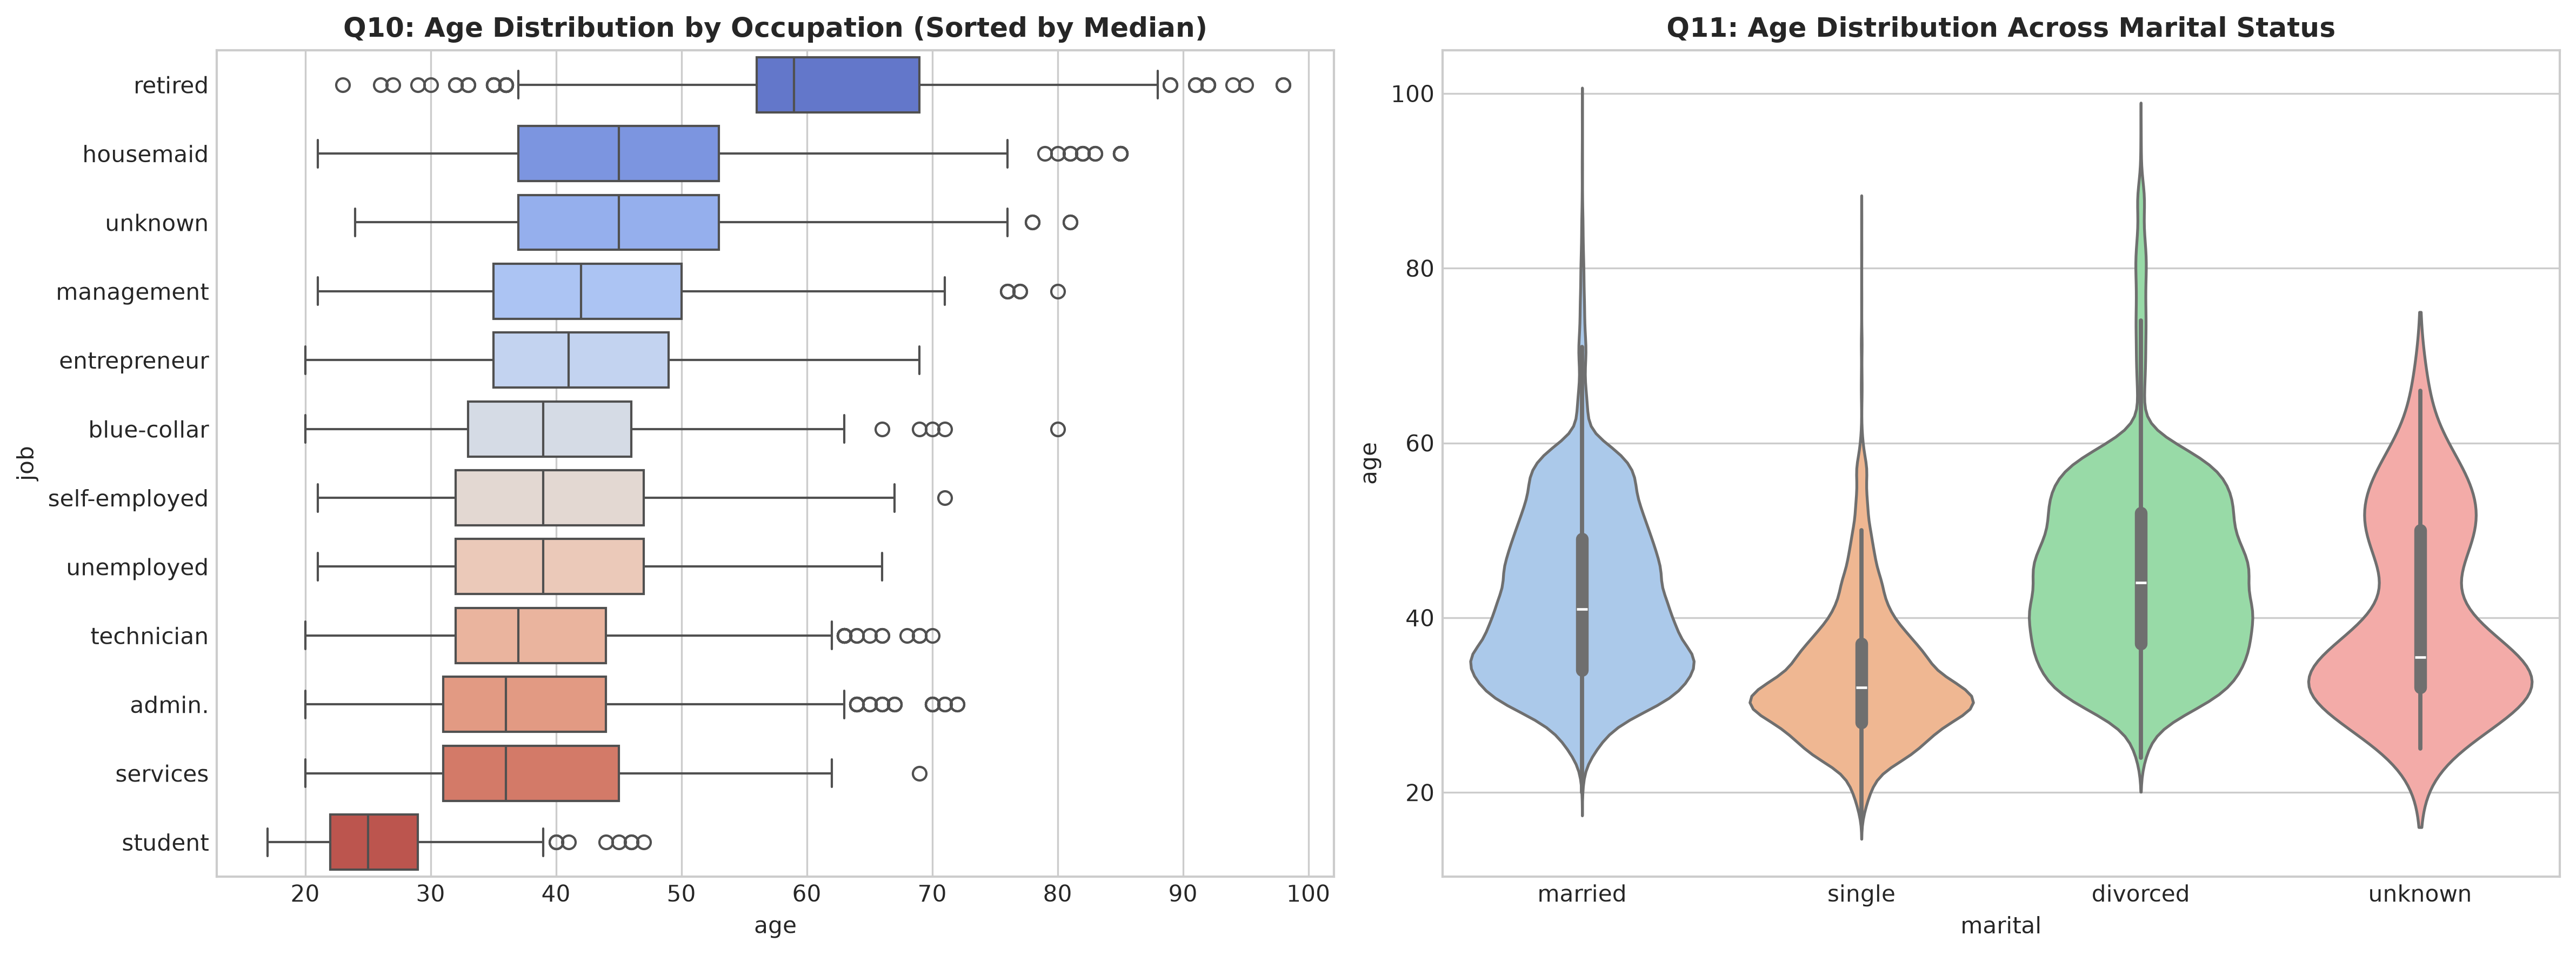 Q10: Age Distribution by Occupation (Sorted by Median)
retired
housemaid
unknown
management
entrepreneur
blue-collar
self-employed
unemployed
technician
admin.
services
student
job
20 30 40 50 60 70 80 90 100
age
Q11: Age Distribution Across Marital Status
100
80
60
40
20
age
married single divorced unknown
marital